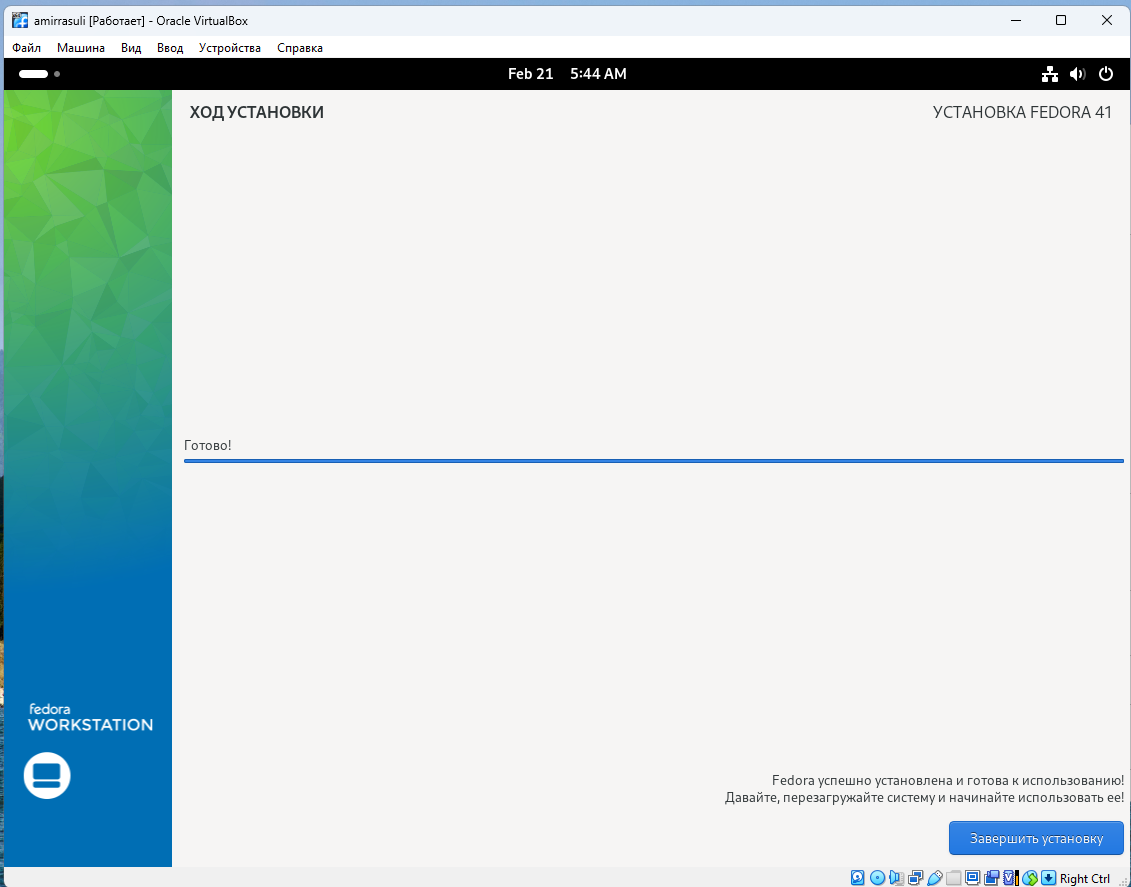 amirrasuli [Работает] - Oracle VirtualBox
Файл Машина Вид Ввод Устройства Справка
Feb 21 5:44 AM
ХОД УСТАНОВКИ
УСТАНОВКА FEDORA 41
Готово!
fedora
WORKSTATION
Fedora успешно установлена и готова к использованию!
Давайте, перезагружайте систему и начинайте использовать ее!
Завершить установку
Right Ctrl